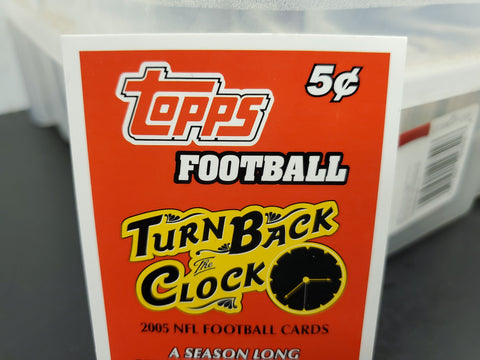 5¢
TOPPS
FOOTBALL
TURN BACK
The
CLOCK
2005 NFL FOOTBALL CARDS
A SEASON LONG